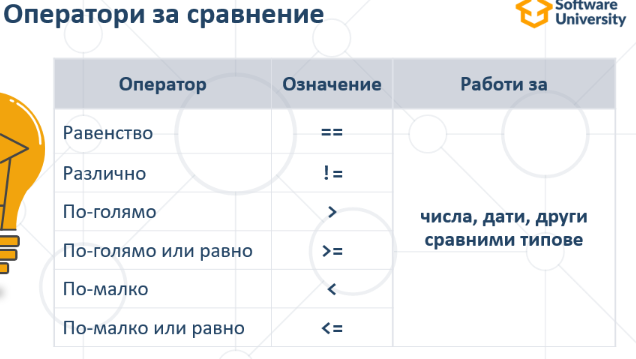 Оператори за сравнение
Software
University
Оператор Означение Работи за
Равенство ==
Различно !=
По-голямо >
По-голямо или равно >=
По-малко <
По-малко или равно <=
числа, дати, други
сравними типове